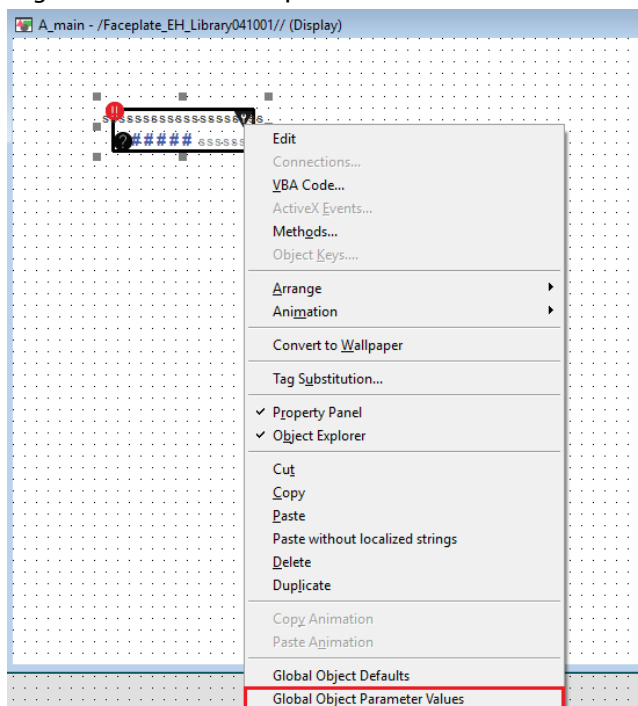 A_main - /Faceplate_EH_Library041001// (Display)
!!
?##### ssssss
Edit
Connections...
VBA Code...
ActiveX Events...
Methods...
Object Keys....
Arrange
Animation
Convert to Wallpaper
Tag Substitution...
Property Panel
Object Explorer
Cut
Copy
Paste
Paste without localized strings
Delete
Duplicate
Copy Animation
Paste Animation
Global Object Defaults
Global Object Parameter Values